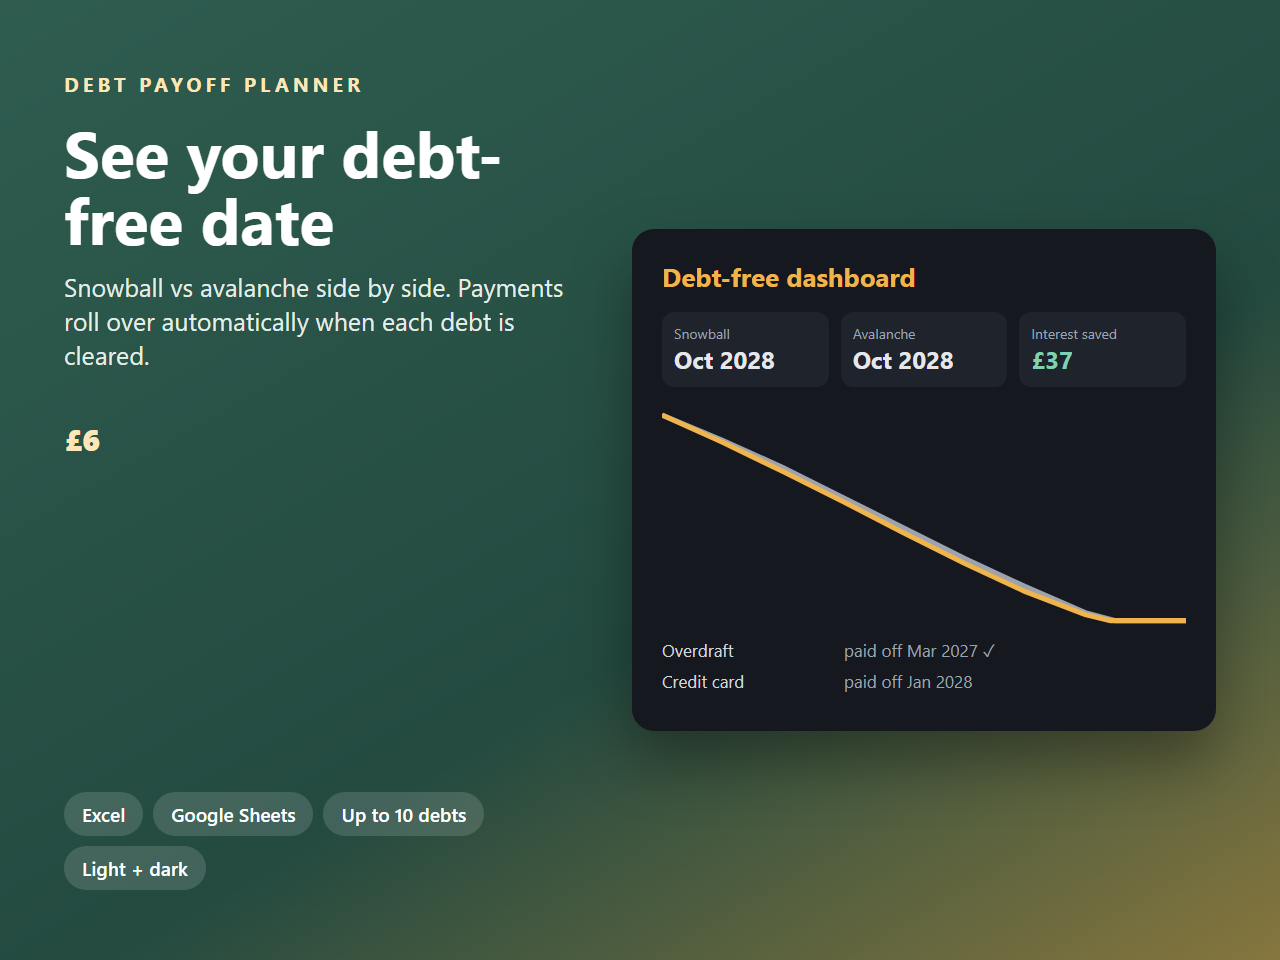 DEBT PAYOFF PLANNER
See your debt-
free date
Snowball vs avalanche side by side. Payments
roll over automatically when each debt is
cleared.
£6
Debt-free dashboard
Snowball
Oct 2028
Avalanche
Oct 2028
Interest saved
£37
Overdraft paid off Mar 2027 ✓
Credit card paid off Jan 2028
Excel
Google Sheets
Up to 10 debts
Light + dark